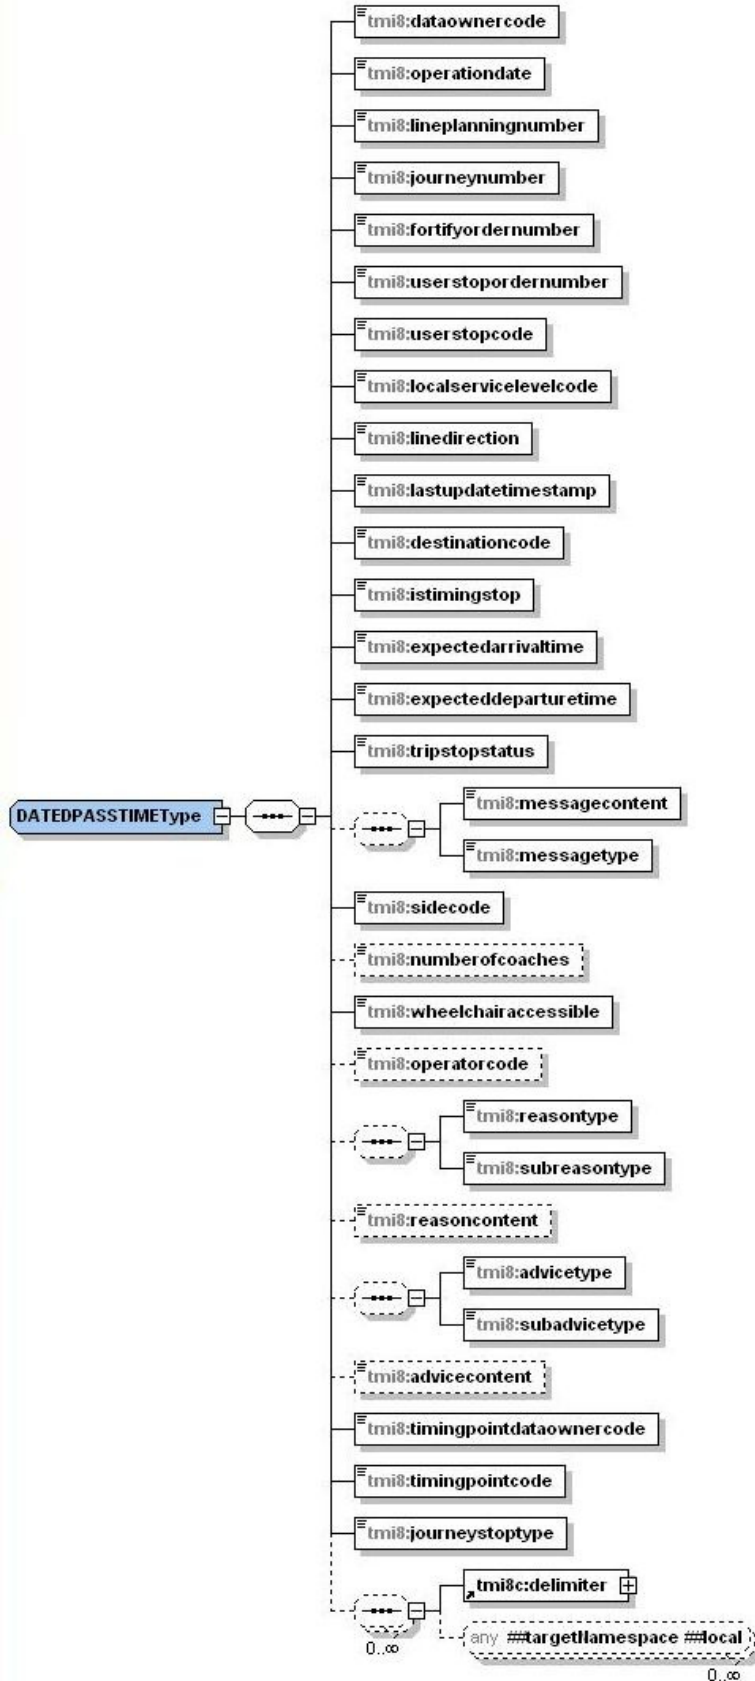 tmi8:dataownercode
tmi8:operationdate
tmi8:lineplanningnumber
tmi8:journeynumber
tmi8:fortifyordernumber
tmi8:userstopordernumber
tmi8:userstopcode
tmi8:localservicelevelcode
tmi8:linedirection
tmi8:lastupdatetimestamp
tmi8:destinationcode
tmi8:istimingstop
tmi8:expectedarrivaltime
tmi8:expecteddeparturetime
tmi8:tripstopstatus
DATEDPASSTIMEType
tmi8:messagecontent
tmi8:messagetype
tmi8:sidecode
tmi8:numberofcoaches
tmi8:wheelchairaccessible
tmi8:operatorcode
tmi8:reasontype
tmi8:subreasontype
tmi8:reasoncontent
tmi8:advicetype
tmi8:subadvicetype
tmi8:advicecontent
tmi8:timingpointdataownercode
tmi8:timingpointcode
tmi8:journeystoptype
tmi8c:delimiter
any ##targetNamespace ##local
0..∞
0..∞